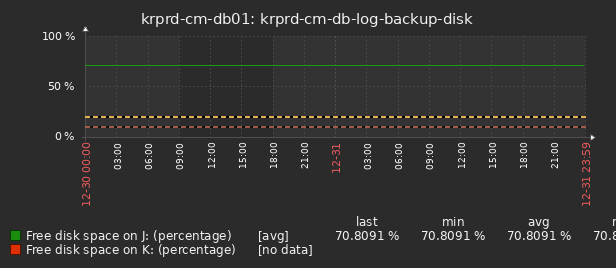 krprd-cm-db01: krprd-cm-db-log-backup-disk
100 %
50 %
0 %
12-30 00:00 03:00 06:00 09:00 12:00 15:00 18:00 21:00 12-31 03:00 06:00 09:00 12:00 15:00 18:00 21:00 12-31 23:59
last min avg
Free disk space on J: (percentage) [avg] 70.8091 % 70.8091 % 70.8091 % 70.8
Free disk space on K: (percentage) [no data]